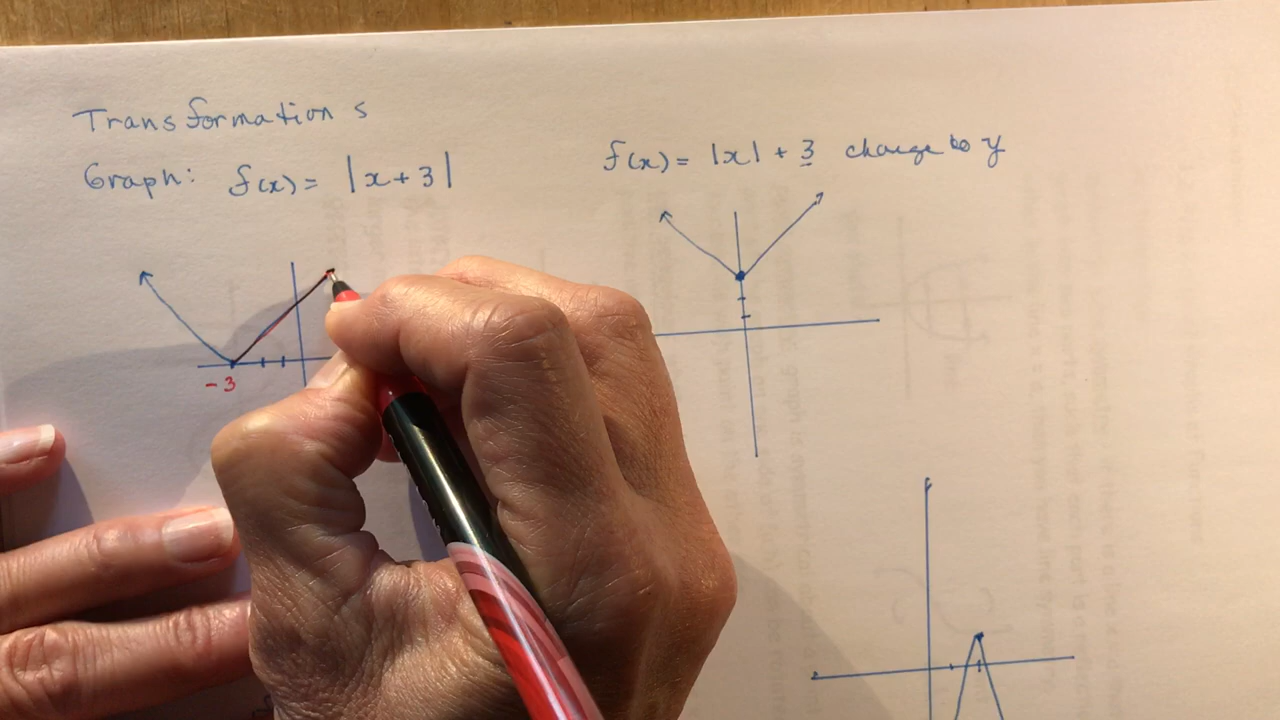 Transformations
Graph: f(x) = |x+3|
f(x) = |x| + 3 change to y
-3